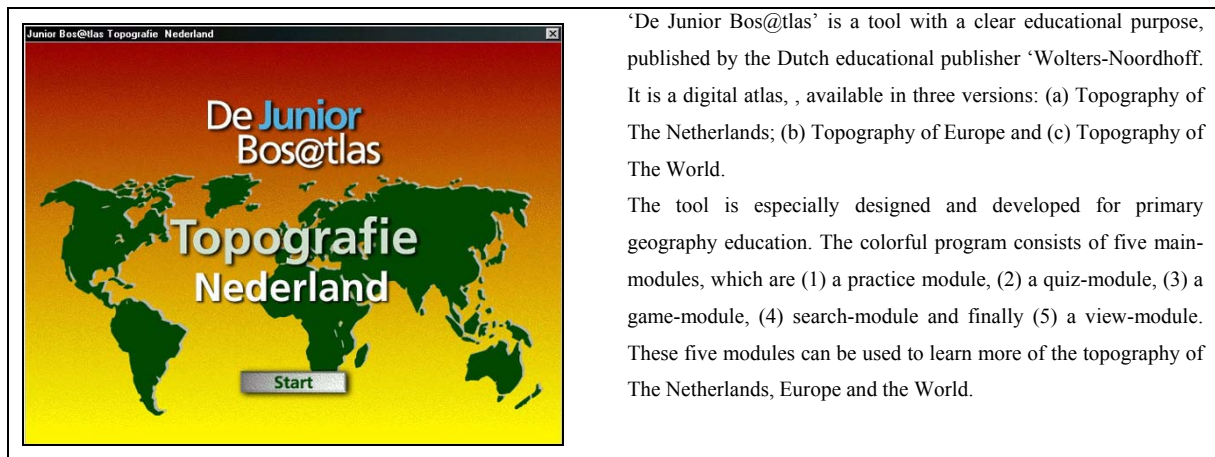 Junior Bos@tlas Topografie Nederland
De Junior
Bos@tlas
Topografie
Nederland
Start
‘De Junior Bos@tlas’ is a tool with a clear educational purpose,
published by the Dutch educational publisher ‘Wolters-Noordhoff.
It is a digital atlas, , available in three versions: (a) Topography of
The Netherlands; (b) Topography of Europe and (c) Topography of
The World.
The tool is especially designed and developed for primary
geography education. The colorful program consists of five main-
modules, which are (1) a practice module, (2) a quiz-module, (3) a
game-module, (4) search-module and finally (5) a view-module.
These five modules can be used to learn more of the topography of
The Netherlands, Europe and the World.